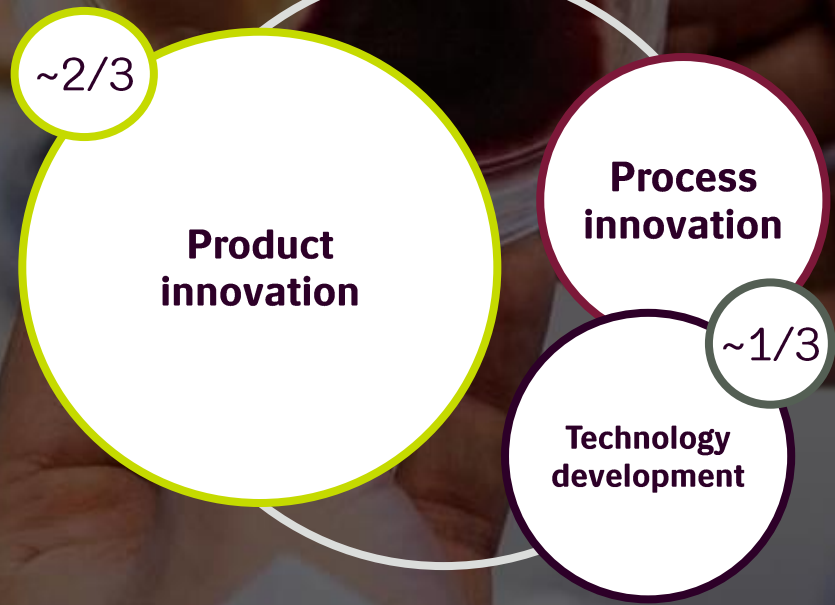 ~2/3
Product
innovation
Process
innovation
~1/3
Technology
development